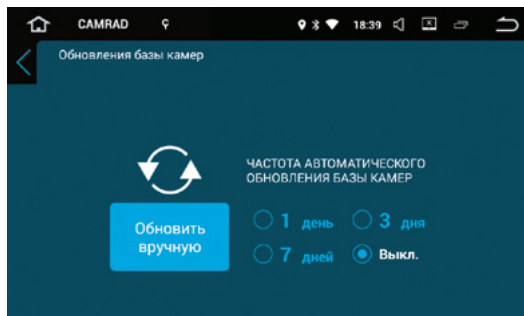 CAMRAD
18:39
Обновления базы камер
ЧАСТОТА АВТОМАТИЧЕСКОГО
ОБНОВЛЕНИЯ БАЗЫ КАМЕР
Обновить
вручную
1 день
3 дня
7 дней
Выкл.